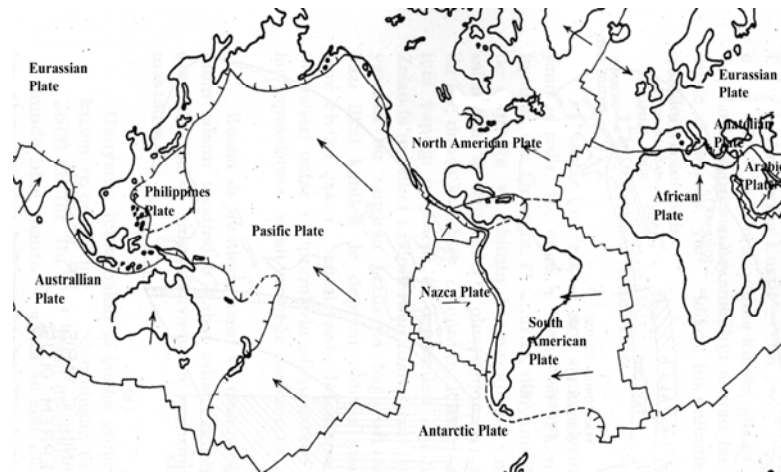 Eurassian
Plate
Eurassian
Plate
North American Plate
Anatolian
Plate
Arabic
Plate
Philippines
Plate
African
Plate
Pasific Plate
Australlian
Plate
Nazca Plate
South
American
Plate
Antarctic Plate